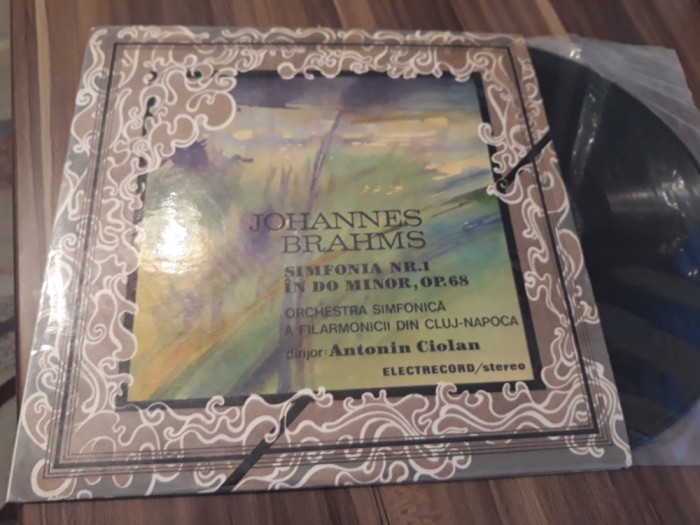 JOHANNES
BRAHMS
SIMFONIA NR.1
ÎN DO MINOR, OP.68
ORCHESTRA SIMFONICĂ
A FILARMONICII DIN CLUJ-NAPOCA
dirijor: Antonin Ciolan
ELECTRECORD/stereo